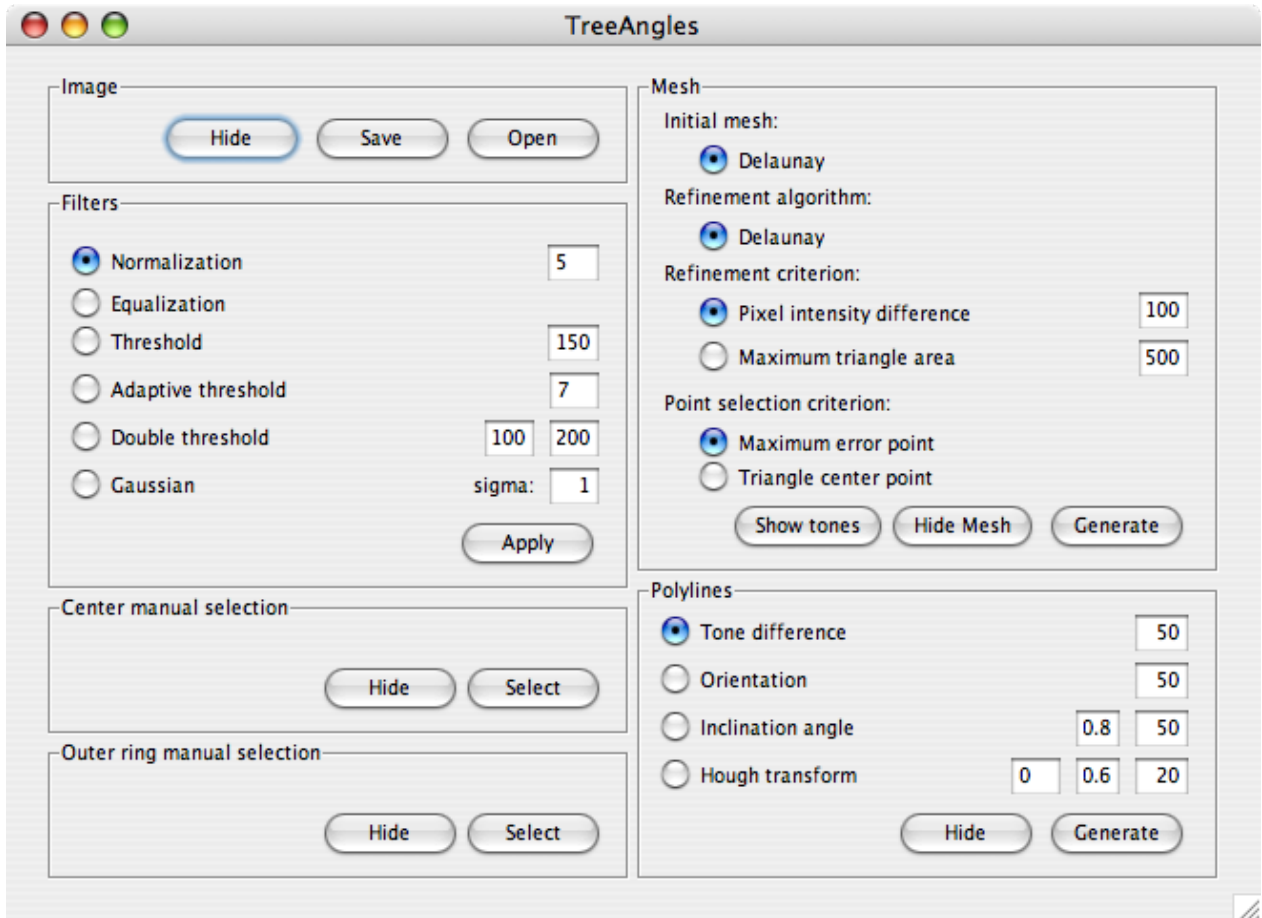 TreeAngles
Image
Hide Save Open
Filters
Normalization 5
Equalization
Threshold 150
Adaptive threshold 7
Double threshold 100 200
Gaussian sigma: 1
Apply
Center manual selection
Hide Select
Outer ring manual selection
Hide Select
Mesh
Initial mesh:
Delaunay
Refinement algorithm:
Delaunay
Refinement criterion:
Pixel intensity difference 100
Maximum triangle area 500
Point selection criterion:
Maximum error point
Triangle center point
Show tones Hide Mesh Generate
Polylines
Tone difference 50
Orientation 50
Inclination angle 0.8 50
Hough transform 0 0.6 20
Hide Generate